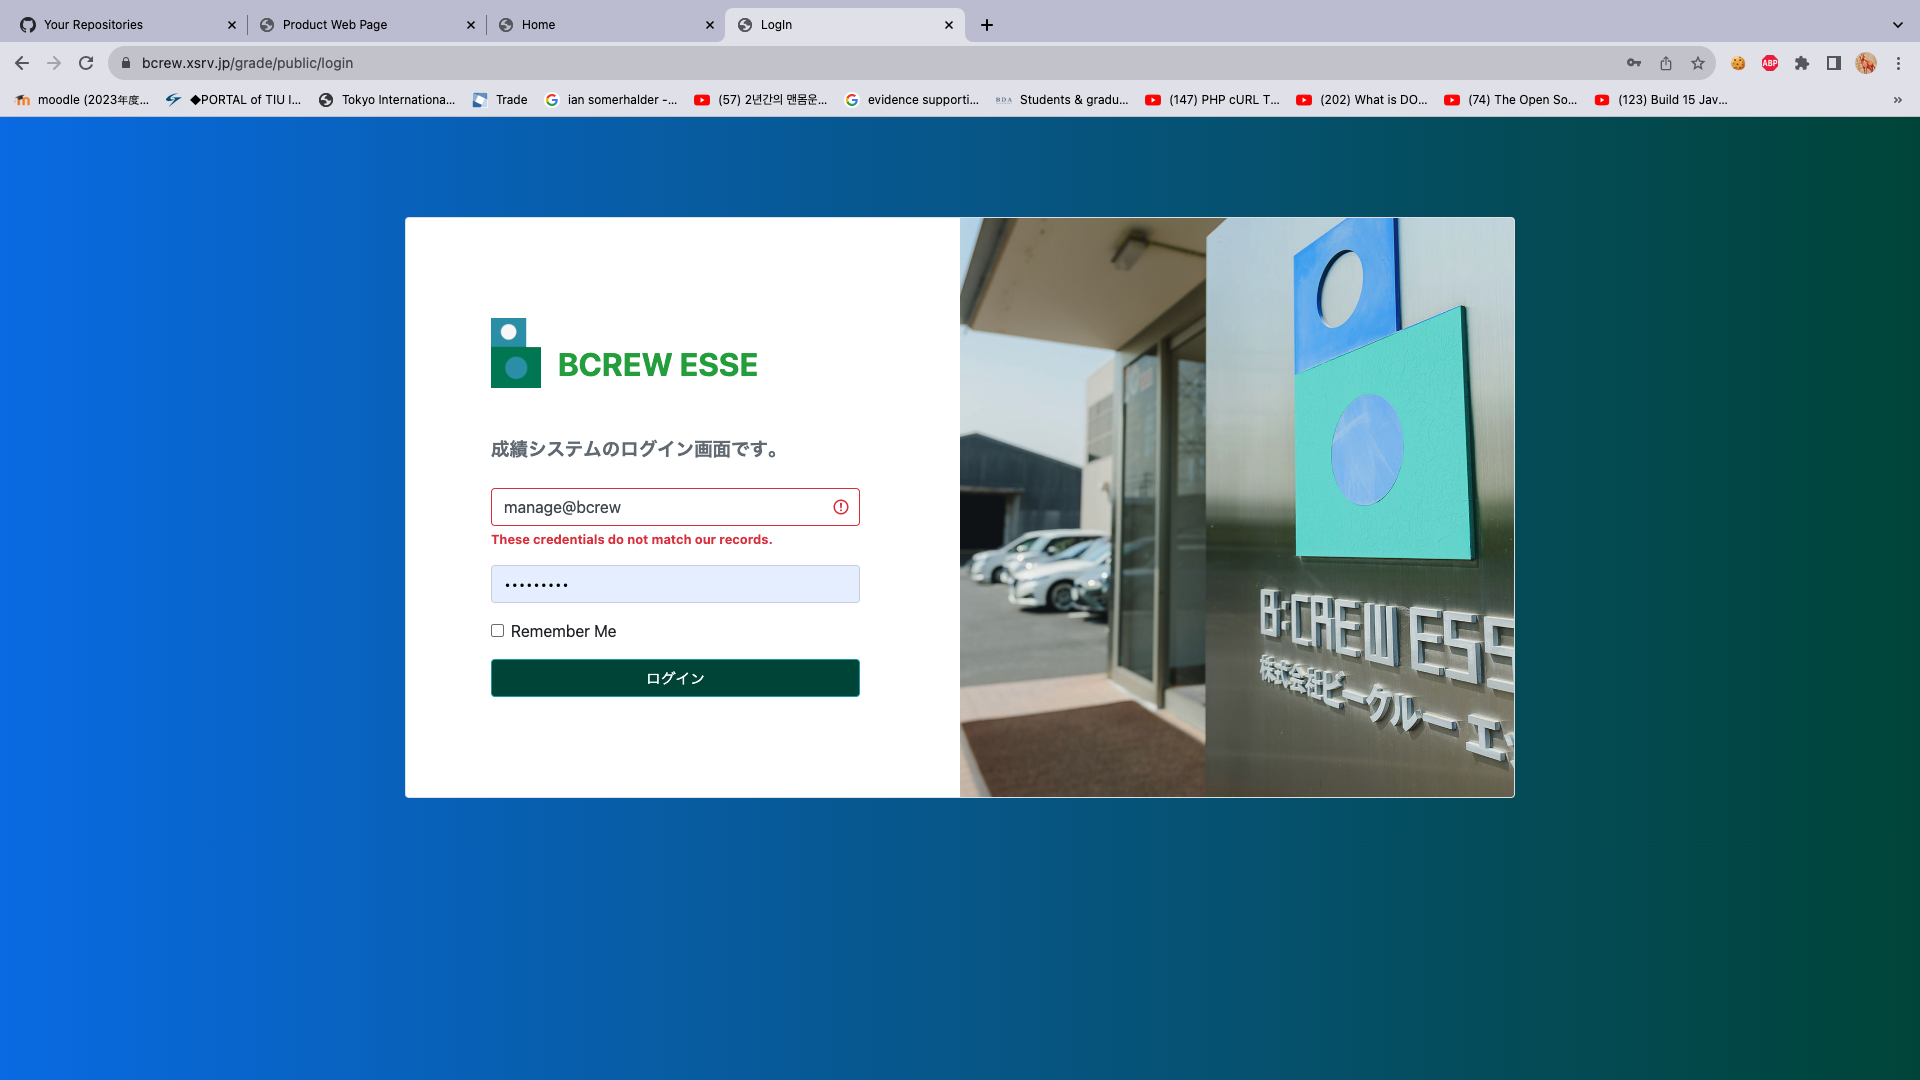 Your Repositories
Product Web Page
Home
LogIn
bcrew.xsrv.jp/grade/public/login
ABP
moodle (2023年度...
◆PORTAL of TIU I...
Tokyo Internationa...
Trade
ian somerhalder -...
(57) 2년간의 맨몸운...
evidence supporti...
BDA
Students & gradu...
(147) PHP cURL T...
(202) What is DO...
(74) The Open So...
(123) Build 15 Jav...
»
BCREW ESSE
成績システムのログイン画面です。
manage@bcrew
These credentials do not match our records.
•••••••••
Remember Me
ログイン
B:CREW ESS
株式会社ビークルーエッ